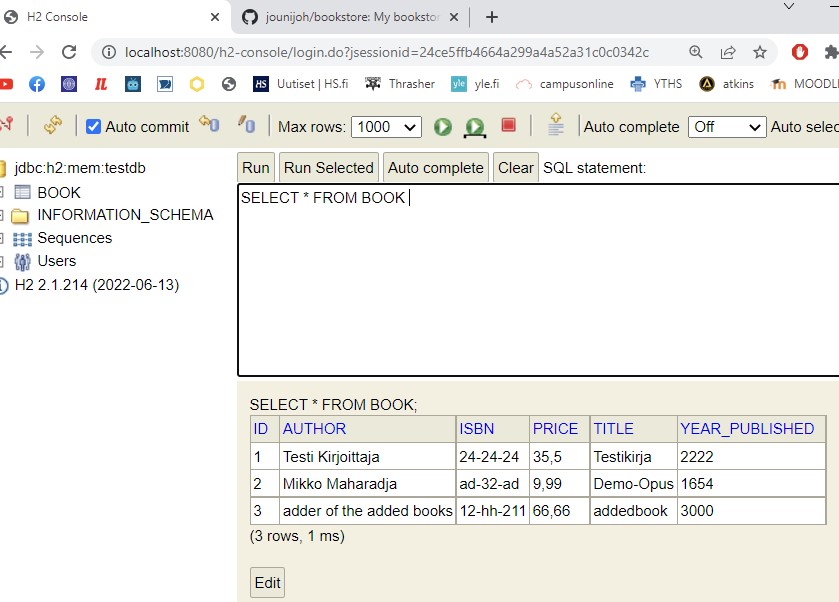 H2 Console
jounijoh/bookstore: My bookstor
localhost:8080/h2-console/login.do?jsessionid=24ce5ffb4664a299a4a52a31c0c0342c
HS Uutiset | HS.fi Thrasher yle yle.fi campusonline YTHS atkins MOODL
Auto commit Max rows: 1000 Auto complete Off Auto selec
jdbc:h2:mem:testdb
BOOK
INFORMATION_SCHEMA
Sequences
Users
H2 2.1.214 (2022-06-13)
Run Run Selected Auto complete Clear SQL statement:
SELECT * FROM BOOK
SELECT * FROM BOOK;
ID AUTHOR ISBN PRICE TITLE YEAR_PUBLISHED
1 Testi Kirjoittaja 24-24-24 35,5 Testikirja 2222
2 Mikko Maharadja ad-32-ad 9,99 Demo-Opus 1654
3 adder of the added books 12-hh-211 66,66 addedbook 3000
(3 rows, 1 ms)
Edit